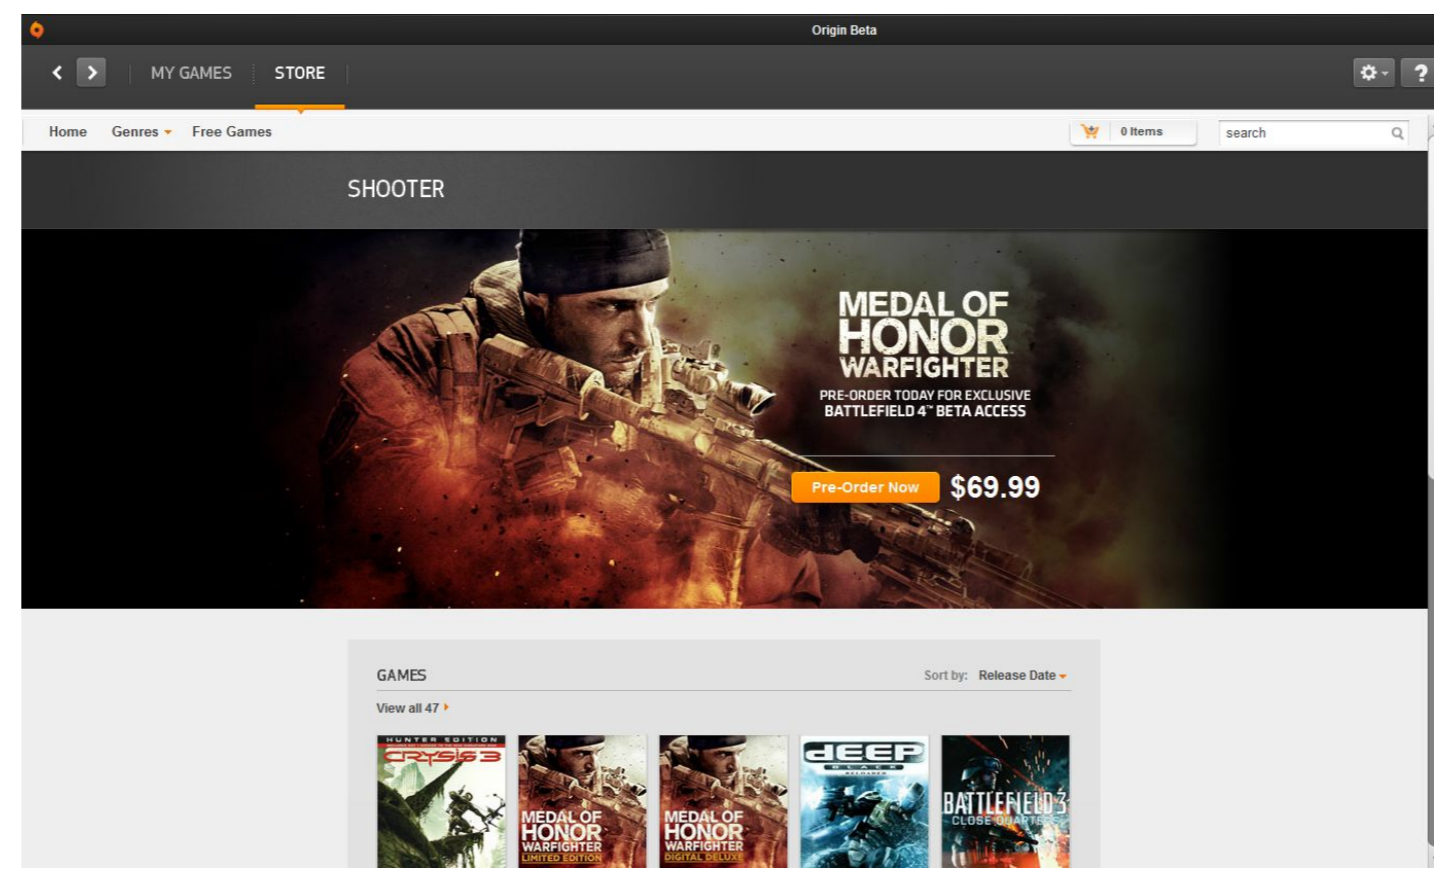 Origin Beta
MY GAMES
STORE
?
Home
Genres
Free Games
0 Items
search
SHOOTER
MEDAL OF
HONOR
WARFIGHTER
PRE-ORDER TODAY FOR EXCLUSIVE
BATTLEFIELD 4™ BETA ACCESS
Pre-Order Now
$69.99
GAMES
Sort by: Release Date
View all 47
HUNTER EDITION
CRYSIS 3
MEDAL OF
HONOR
WARFIGHTER
LIMITED EDITION
MEDAL OF
HONOR
WARFIGHTER
DIGITAL DELUXE
DEEP
BLACK
RELOADED
BATTLEFIELD 3
CLOSE QUARTERS